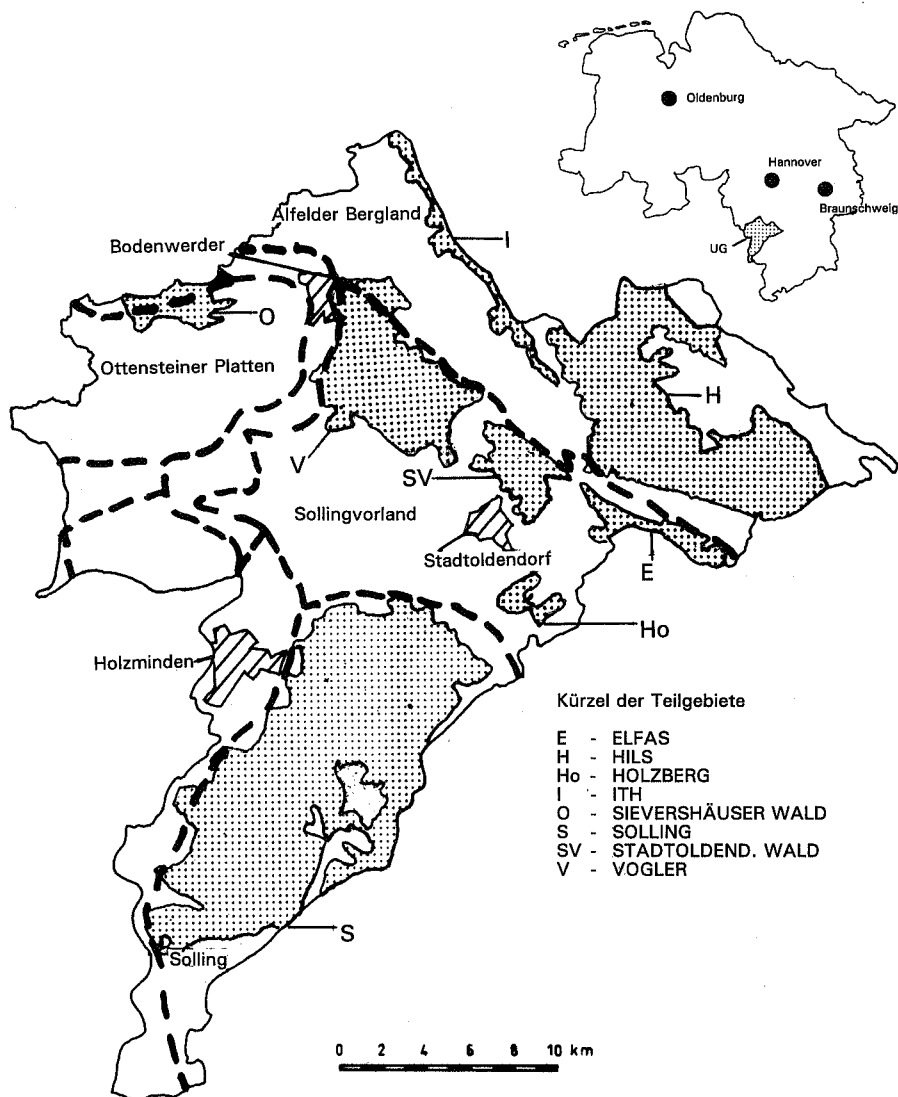 Oldenburg
Hannover
Braunschweig
UG
Alfelder Bergland
Bodenwerder
I
O
Ottensteiner Platten
H
V
SV
Sollingvorland
Stadtoldendorf
E
Ho
Holzminden
Kürzel der Teilgebiete
E - ELFAS
H - HILS
Ho - HOLZBERG
I - ITH
O - SIEVERSHÄUSER WALD
S - SOLLING
SV - STADTOLDEND. WALD
V - VOGLER
S
Solling
0 2 4 6 8 10 km